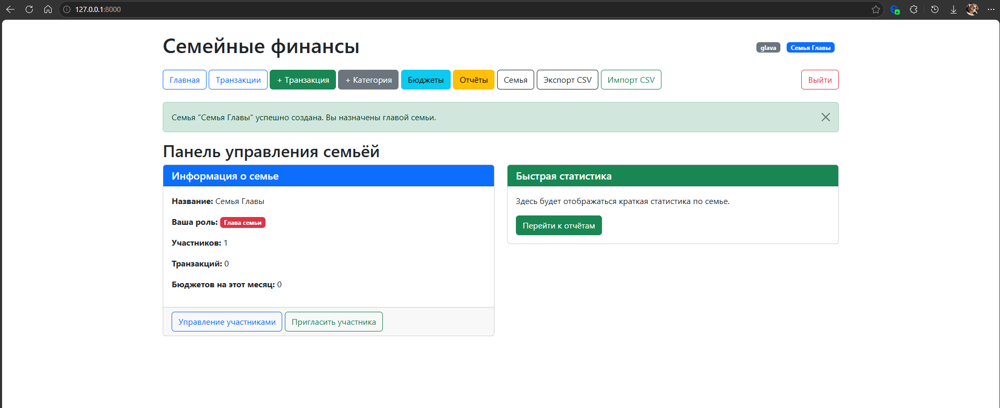 127.0.0.1:8000
Семейные финансы
glava Семья Главы
Главная Транзакции + Транзакция + Категория Бюджеты Отчёты Семья Экспорт CSV Импорт CSV Выйти
Семья "Семья Главы" успешно создана. Вы назначены главой семьи.
Панель управления семьёй
Информация о семье
Название: Семья Главы
Ваша роль: Глава семьи
Участников: 1
Транзакций: 0
Бюджетов на этот месяц: 0
Управление участниками Пригласить участника
Быстрая статистика
Здесь будет отображаться краткая статистика по семье.
Перейти к отчётам